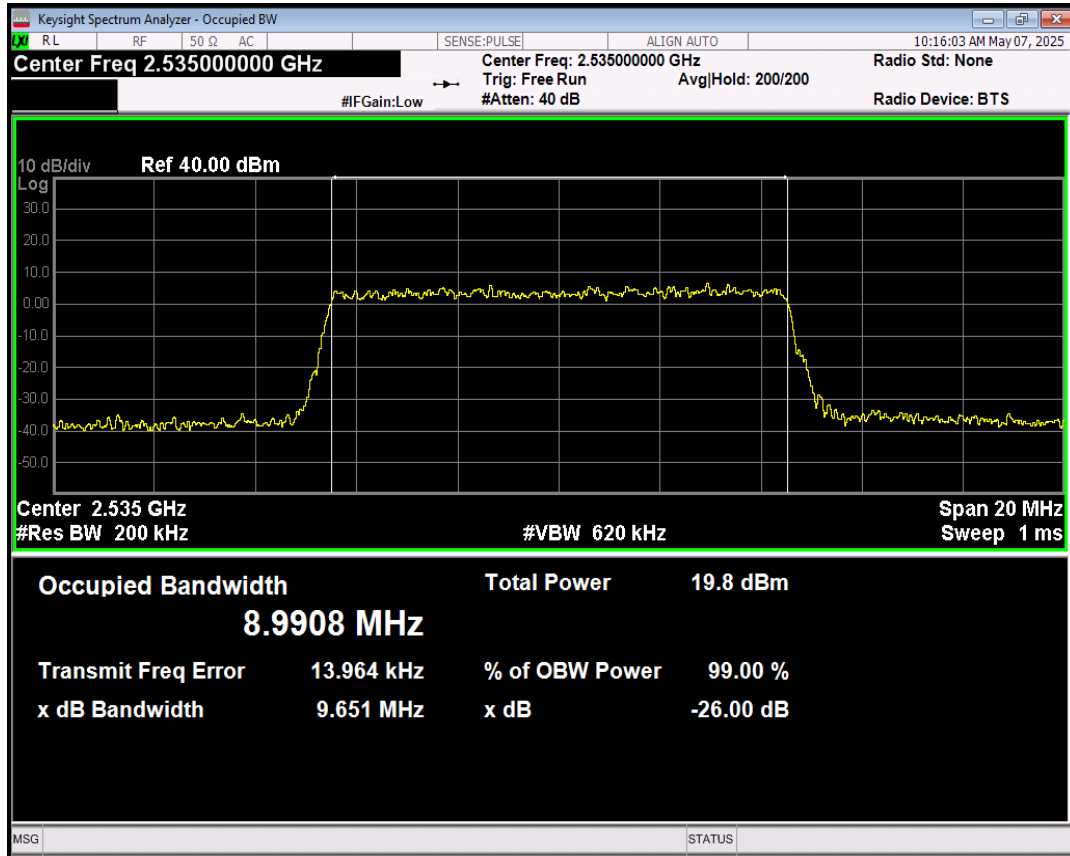 Keysight Spectrum Analyzer - Occupied BW
LXI RL RF 50 Ω AC SENSE:PULSE ALIGN AUTO 10:16:03 AM May 07, 2025
Center Freq 2.535000000 GHz Center Freq: 2.535000000 GHz Radio Std: None
Trig: Free Run Avg|Hold: 200/200
#IFGain:Low #Atten: 40 dB Radio Device: BTS
10 dB/div Ref 40.00 dBm
Log
30.0
20.0
10.0
0.00
-10.0
-20.0
-30.0
-40.0
-50.0
Center 2.535 GHz Span 20 MHz
#Res BW 200 kHz #VBW 620 kHz Sweep 1 ms
Occupied Bandwidth Total Power 19.8 dBm
8.9908 MHz
Transmit Freq Error 13.964 kHz % of OBW Power 99.00 %
x dB Bandwidth 9.651 MHz x dB -26.00 dB
MSG STATUS